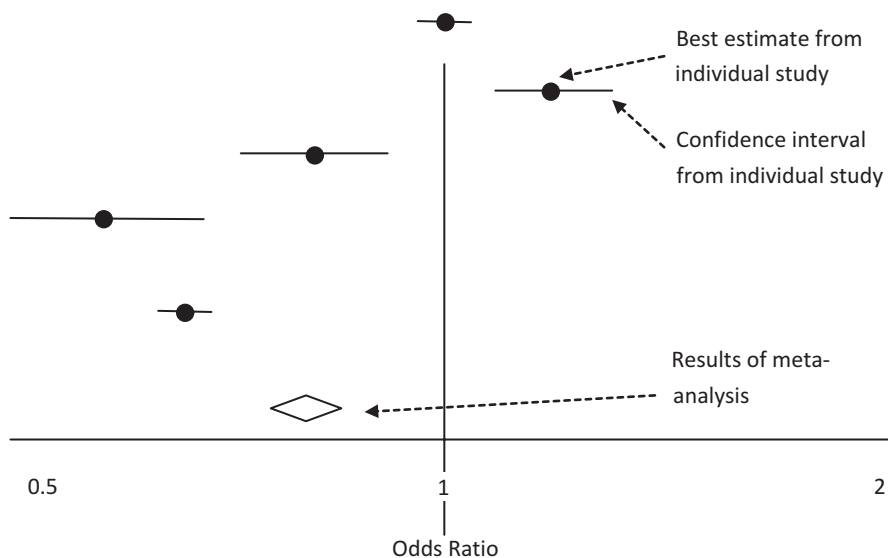 Best estimate from
individual study
Confidence interval
from individual study
Results of meta-
analysis
0.5
1
2
Odds Ratio